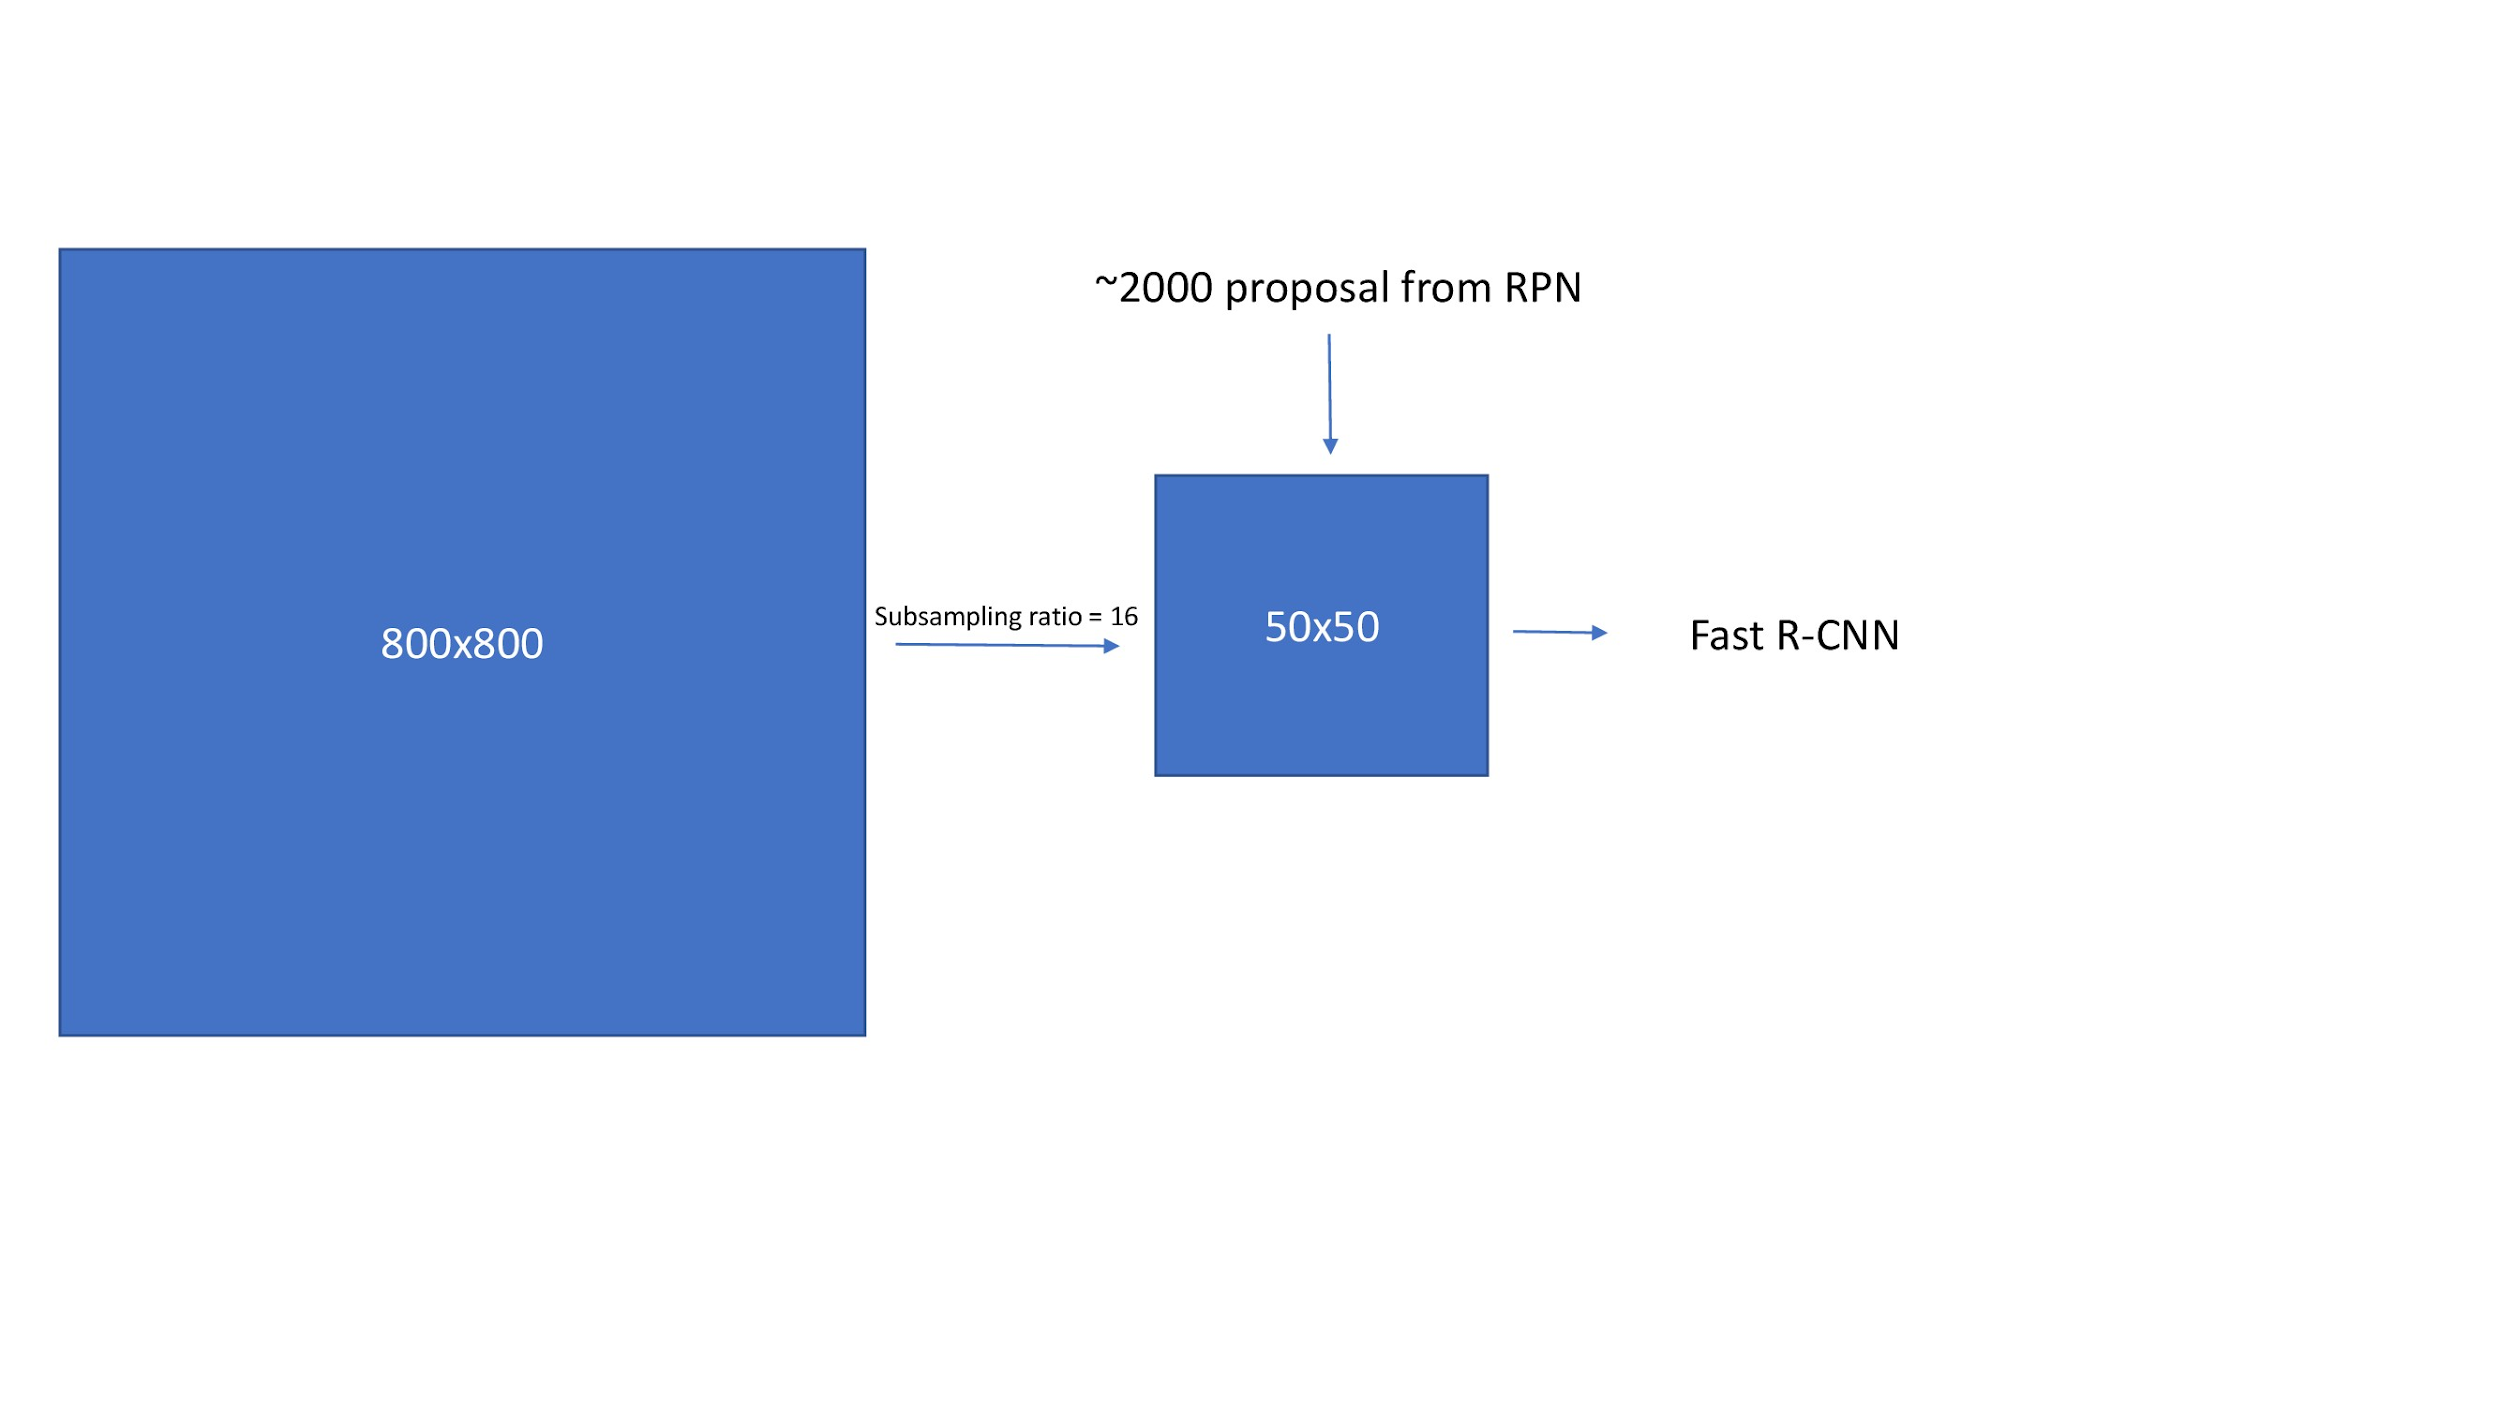 ~2000 proposal from RPN
Subsampling ratio = 16
800x800
50x50
Fast R-CNN